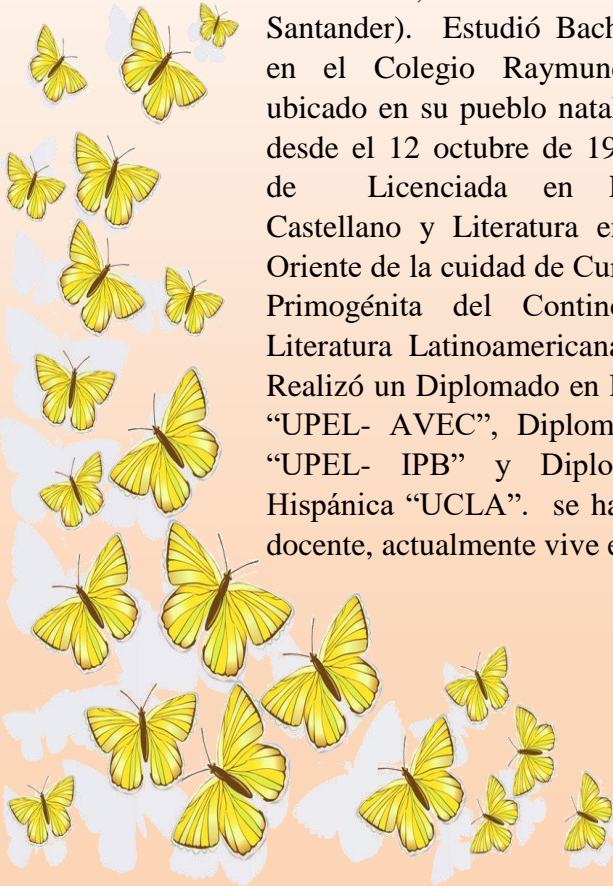 Santander). Estudió Bach
en el Colegio Raymun
ubicado en su pueblo natal
desde el 12 octubre de 19
de Licenciada en
Castellano y Literatura e
Oriente de la cuidad de Cu
Primogénita del Contin
Literatura Latinoamericana
Realizó un Diplomado en
“UPEL- AVEC”, Diplom
“UPEL- IPB” y Diplo
Hispánica “UCLA”. se ha
docente, actualmente vive e